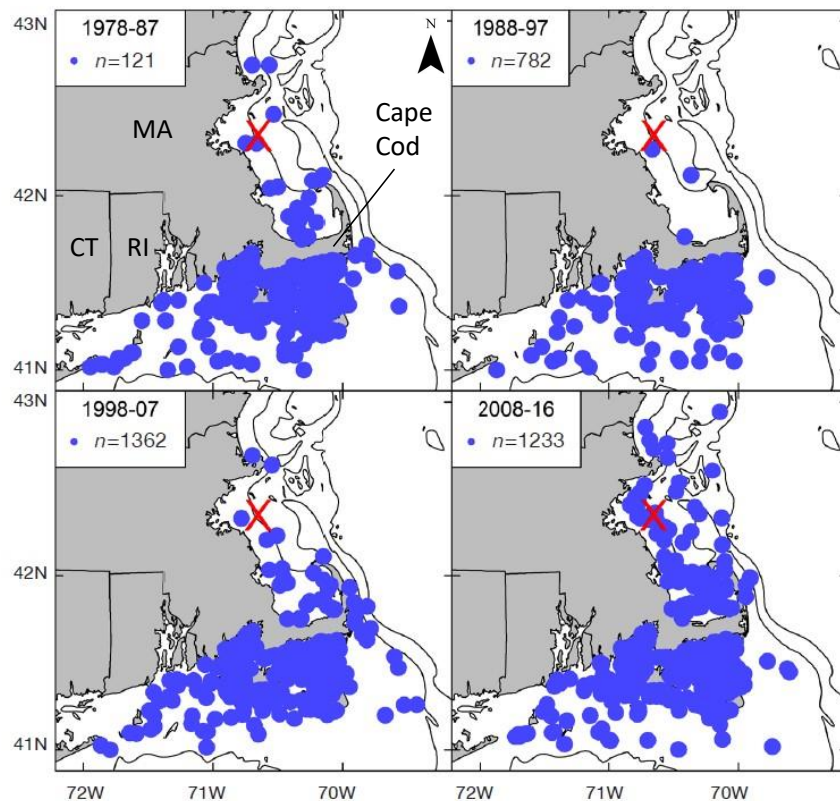 43N
1978-87
n=121
N
1988-97
n=782
MA
Cape
Cod
42N
CT
RI
41N
43N
1998-07
n=1362
2008-16
n=1233
42N
41N
72W
71W
70W
72W
71W
70W